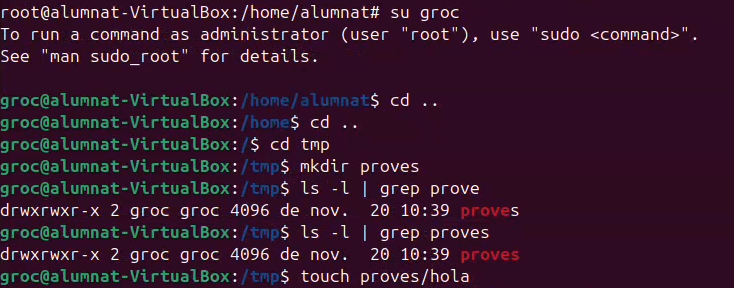 root@alumnat-VirtualBox:/home/alumnat# su groc
To run a command as administrator (user "root"), use "sudo <command>".
See "man sudo_root" for details.

groc@alumnat-VirtualBox:/home/alumnat$ cd ..
groc@alumnat-VirtualBox:/home$ cd ..
groc@alumnat-VirtualBox:/$ cd tmp
groc@alumnat-VirtualBox:/tmp$ mkdir proves
groc@alumnat-VirtualBox:/tmp$ ls -l | grep prove
drwxrwxr-x 2 groc groc 4096 de nov.  20 10:39 proves
groc@alumnat-VirtualBox:/tmp$ ls -l | grep proves
drwxrwxr-x 2 groc groc 4096 de nov.  20 10:39 proves
groc@alumnat-VirtualBox:/tmp$ touch proves/hola